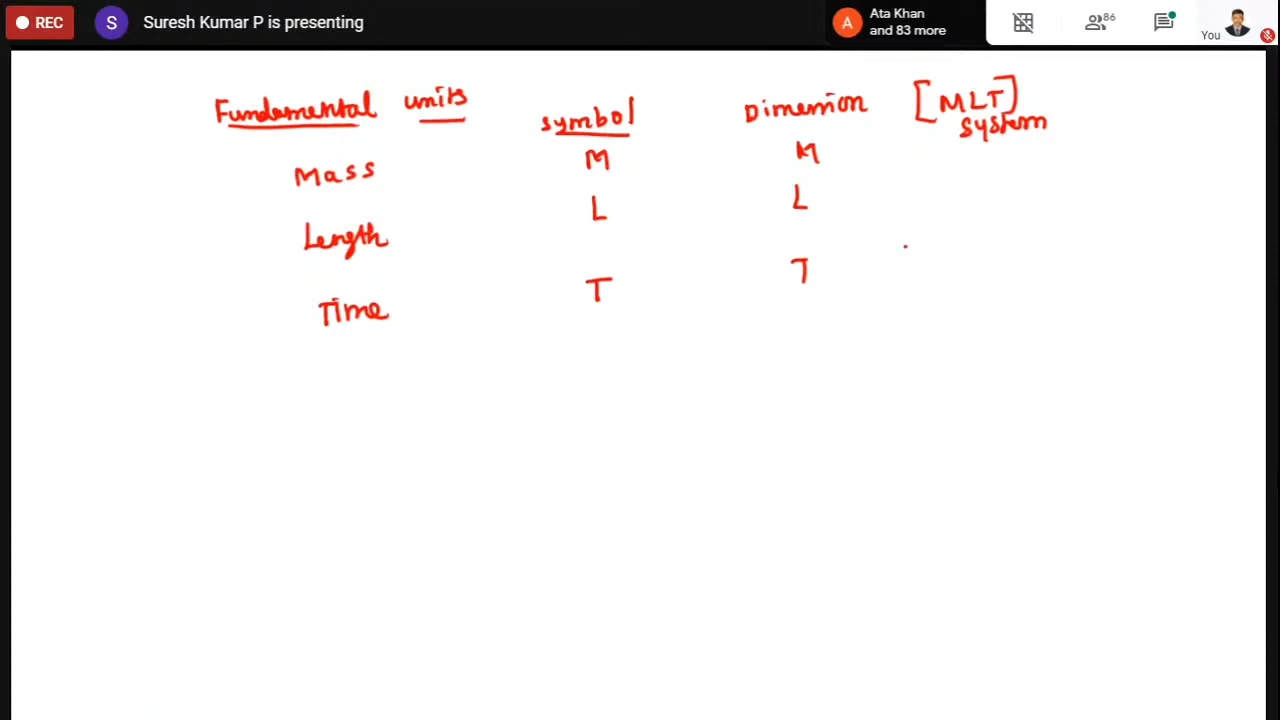 REC
S
Suresh Kumar P is presenting
A
Ata Khan
and 83 more
86
You
Fundamental units symbol Dimension [MLT] system
Mass M M
Length L L
Time T T